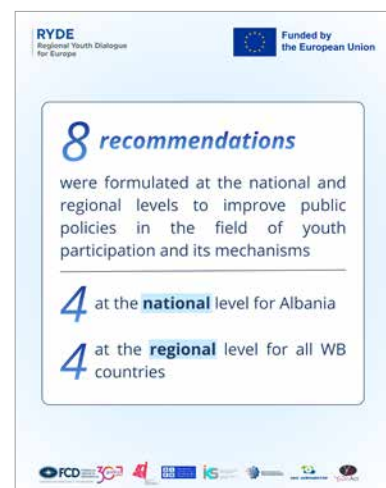 RYDE
Regional Youth Dialogue
for Europe
Funded by
the European Union
8 recommendations
were formulated at the national and
regional levels to improve public
policies in the field of youth
participation and its mechanisms
4 at the national level for Albania
4 at the regional level for all WB
countries
FCD
iKS